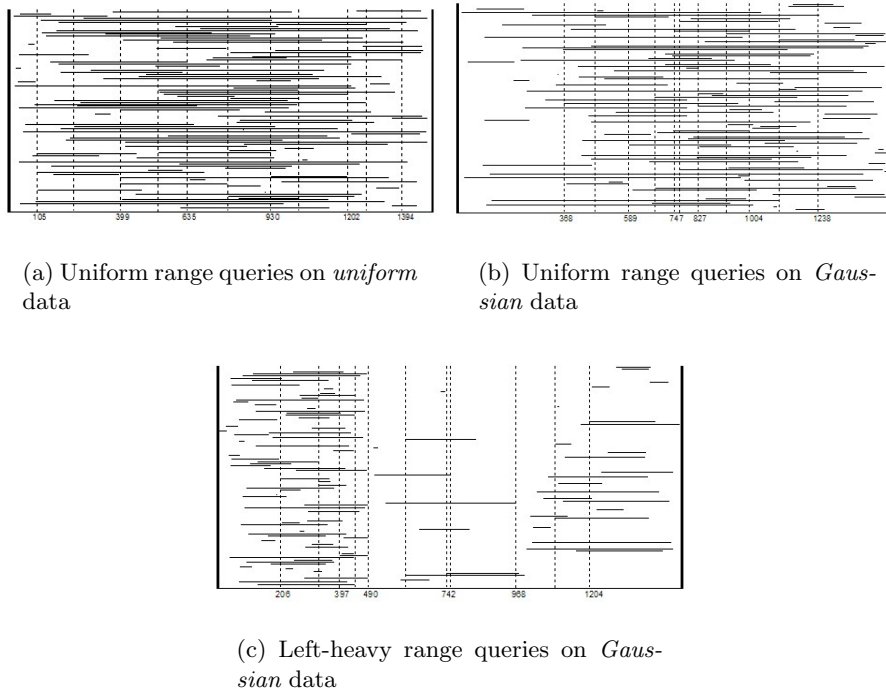 105 399 635 930 1202 1394
368 589 747 827 1004 1238
(a) Uniform range queries on uniform
data
(b) Uniform range queries on Gaus-
sian data
206 397 490 742 968 1204
(c) Left-heavy range queries on Gaus-
sian data